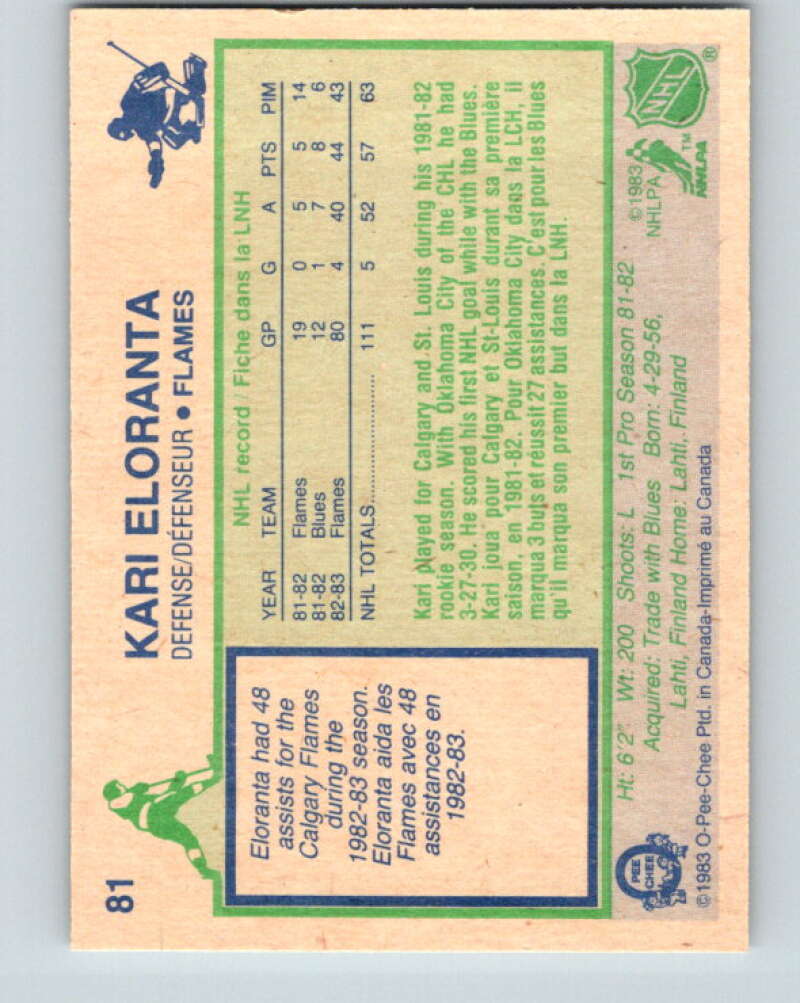 81
KARI ELORANTA
DEFENSE/DÉFENSEUR • FLAMES
Eloranta had 48
assists for the
Calgary Flames
during the
1982-83 season.
Eloranta aida les
Flames avec 48
assistances en
1982-83.
NHL record / Fiche dans la LNH
YEAR TEAM GP G A PTS PIM
81-82 Flames 19 0 5 5 14
81-82 Blues 12 1 7 8 6
82-83 Flames 80 4 40 44 43
NHL TOTALS.................... 111 5 52 57 63
Kari played for Calgary and St. Louis during his 1981-82
rookie season. With Oklahoma City of the CHL he had
3-27-30. He scored his first NHL goal while with the Blues.
Kari joua pour Calgary et St-Louis durant sa première
saison, en 1981-82. Pour Oklahoma City dans la LCH, il
marqua 3 buts et réussit 27 assistances. C'est pour les Blues
qu'il marqua son premier but dans la LNH.
Ht: 6'2" Wt: 200 Shoots: L 1st Pro Season 81-82
Acquired: Trade with Blues Born: 4-29-56,
Lahti, Finland Home: Lahti, Finland
©1983
NHLPA
TM
NHLPA
NHL
®
PEE
CHEE
©1983 O-Pee-Chee Ptd. in Canada-Imprimé au Canada